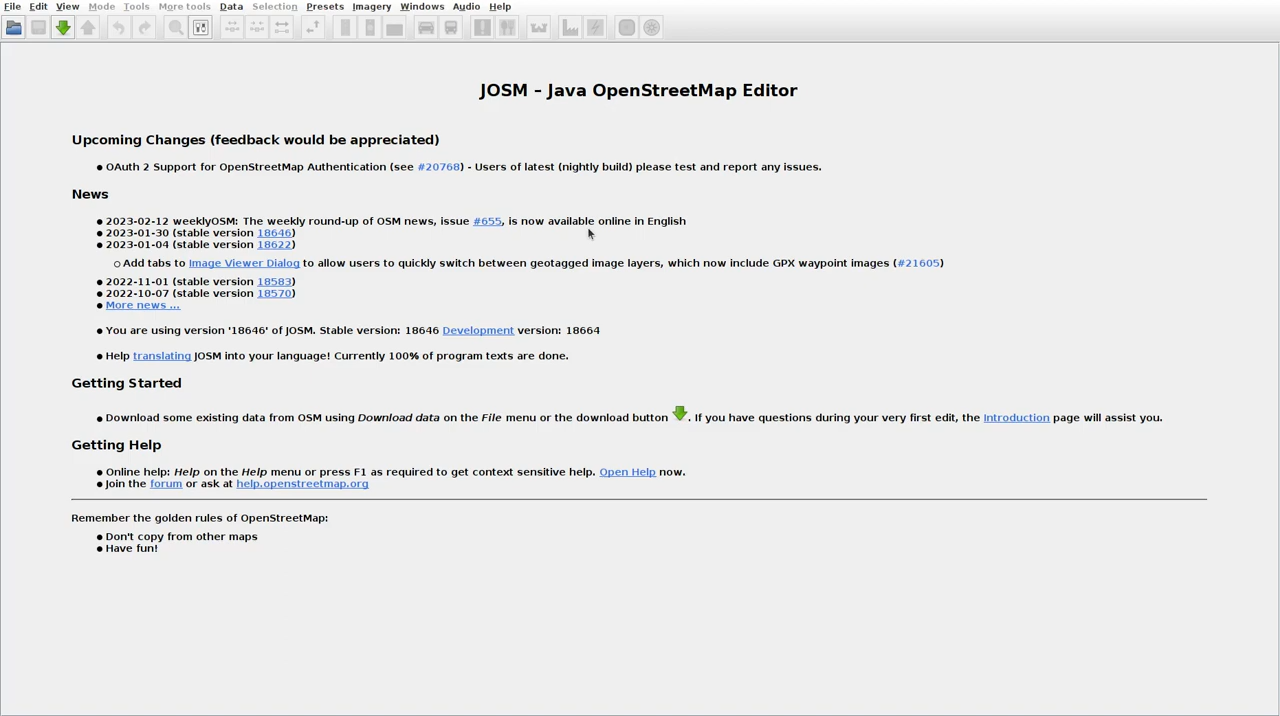 File Edit View Mode Tools More tools Data Selection Presets Imagery Windows Audio Help
JOSM – Java OpenStreetMap Editor
Upcoming Changes (feedback would be appreciated)
● OAuth 2 Support for OpenStreetMap Authentication (see #20768) - Users of latest (nightly build) please test and report any issues.
News
● 2023-02-12 weeklyOSM: The weekly round-up of OSM news, issue #655, is now available online in English
● 2023-01-30 (stable version 18646)
● 2023-01-04 (stable version 18622)
○ Add tabs to Image Viewer Dialog to allow users to quickly switch between geotagged image layers, which now include GPX waypoint images (#21605)
● 2022-11-01 (stable version 18583)
● 2022-10-07 (stable version 18570)
● More news ...
● You are using version '18646' of JOSM. Stable version: 18646 Development version: 18664
● Help translating JOSM into your language! Currently 100% of program texts are done.
Getting Started
● Download some existing data from OSM using Download data on the File menu or the download button . If you have questions during your very first edit, the Introduction page will assist you.
Getting Help
● Online help: Help on the Help menu or press F1 as required to get context sensitive help. Open Help now.
● Join the forum or ask at help.openstreetmap.org
Remember the golden rules of OpenStreetMap:
● Don't copy from other maps
● Have fun!